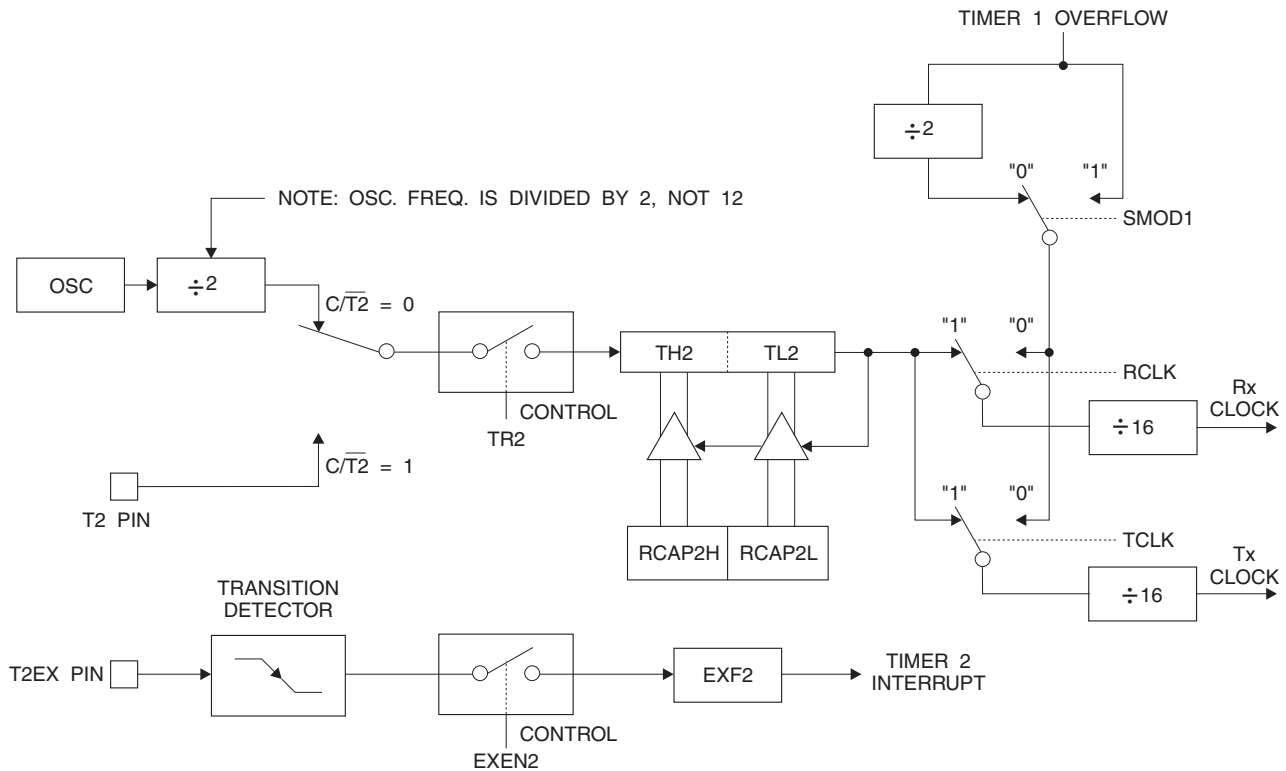 TIMER 1 OVERFLOW
÷2
"0" "1"
NOTE: OSC. FREQ. IS DIVIDED BY 2, NOT 12
SMOD1
OSC
÷2
C/T̅2̅ = 0
"1" "0"
TH2 TL2
RCLK
Rx
CLOCK
CONTROL
÷16
TR2
C/T̅2̅ = 1
"1" "0"
T2 PIN
TCLK
RCAP2H RCAP2L
Tx
CLOCK
TRANSITION
DETECTOR
÷16
T2EX PIN
EXF2
TIMER 2
INTERRUPT
CONTROL
EXEN2